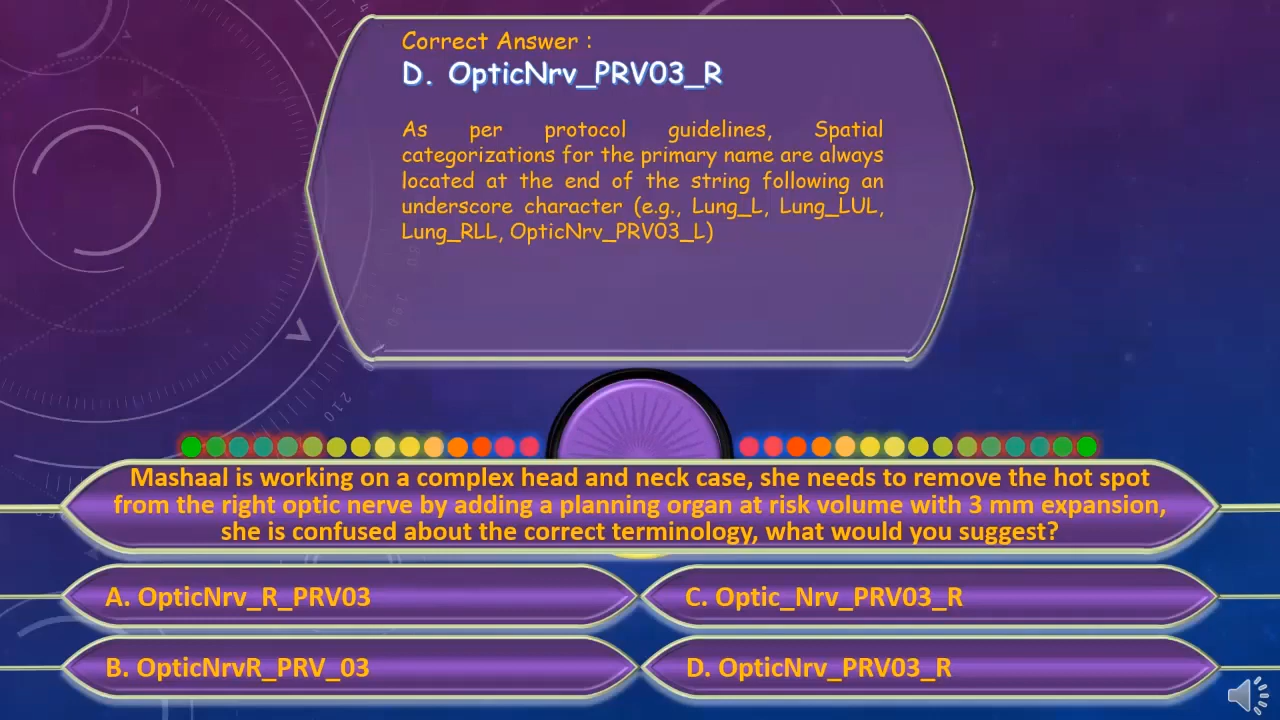 Correct Answer :
D. OpticNrv_PRV03_R
As per protocol guidelines, Spatial
categorizations for the primary name are always
located at the end of the string following an
underscore character (e.g., Lung_L, Lung_LUL,
Lung_RLL, OpticNrv_PRV03_L)
210
Mashaal is working on a complex head and neck case, she needs to remove the hot spot
from the right optic nerve by adding a planning organ at risk volume with 3 mm expansion,
she is confused about the correct terminology, what would you suggest?
A. OpticNrv_R_PRV03
C. Optic_Nrv_PRV03_R
B. OpticNrvR_PRV_03
D. OpticNrv_PRV03_R